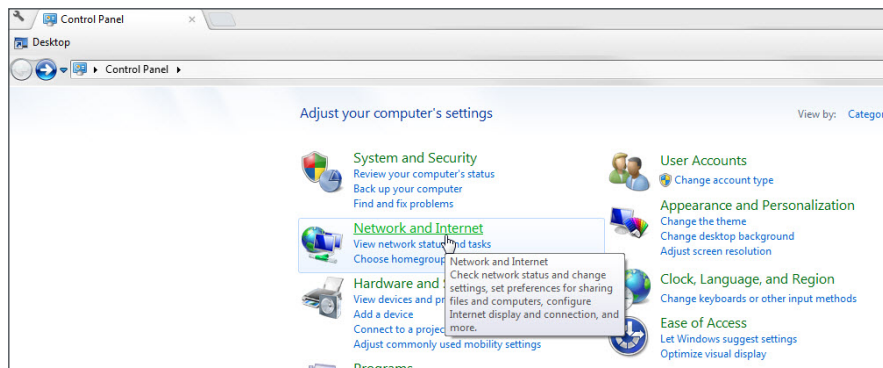 Control Panel
Desktop
Control Panel
Adjust your computer's settings
View by: Categor
System and Security
Review your computer's status
Back up your computer
Find and fix problems
Network and Internet
View network status and tasks
Choose homegroup
Network and Internet
Check network status and change
settings, set preferences for sharing
files and computers, configure
Internet display and connection, and
more.
Hardware and S
View devices and pr
Add a device
Connect to a projec
Adjust commonly used mobility settings
Programs
User Accounts
Change account type
Appearance and Personalization
Change the theme
Change desktop background
Adjust screen resolution
Clock, Language, and Region
Change keyboards or other input methods
Ease of Access
Let Windows suggest settings
Optimize visual display